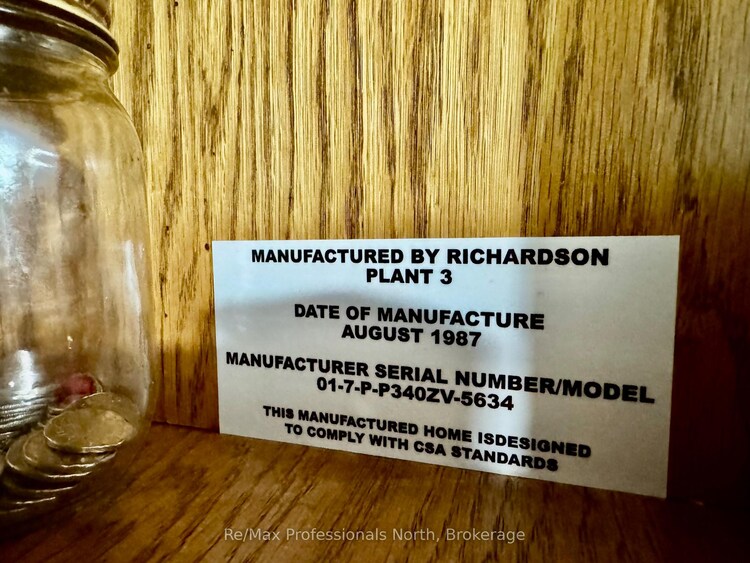 MANUFACTURED BY RICHARDSON
PLANT 3
DATE OF MANUFACTURE
AUGUST 1987
MANUFACTURER SERIAL NUMBER/MODEL
01-7-P-P340ZV-5634
THIS MANUFACTURED HOME ISDESIGNED
TO COMPLY WITH CSA STANDARDS
Re/Max Professionals North, Brokerage